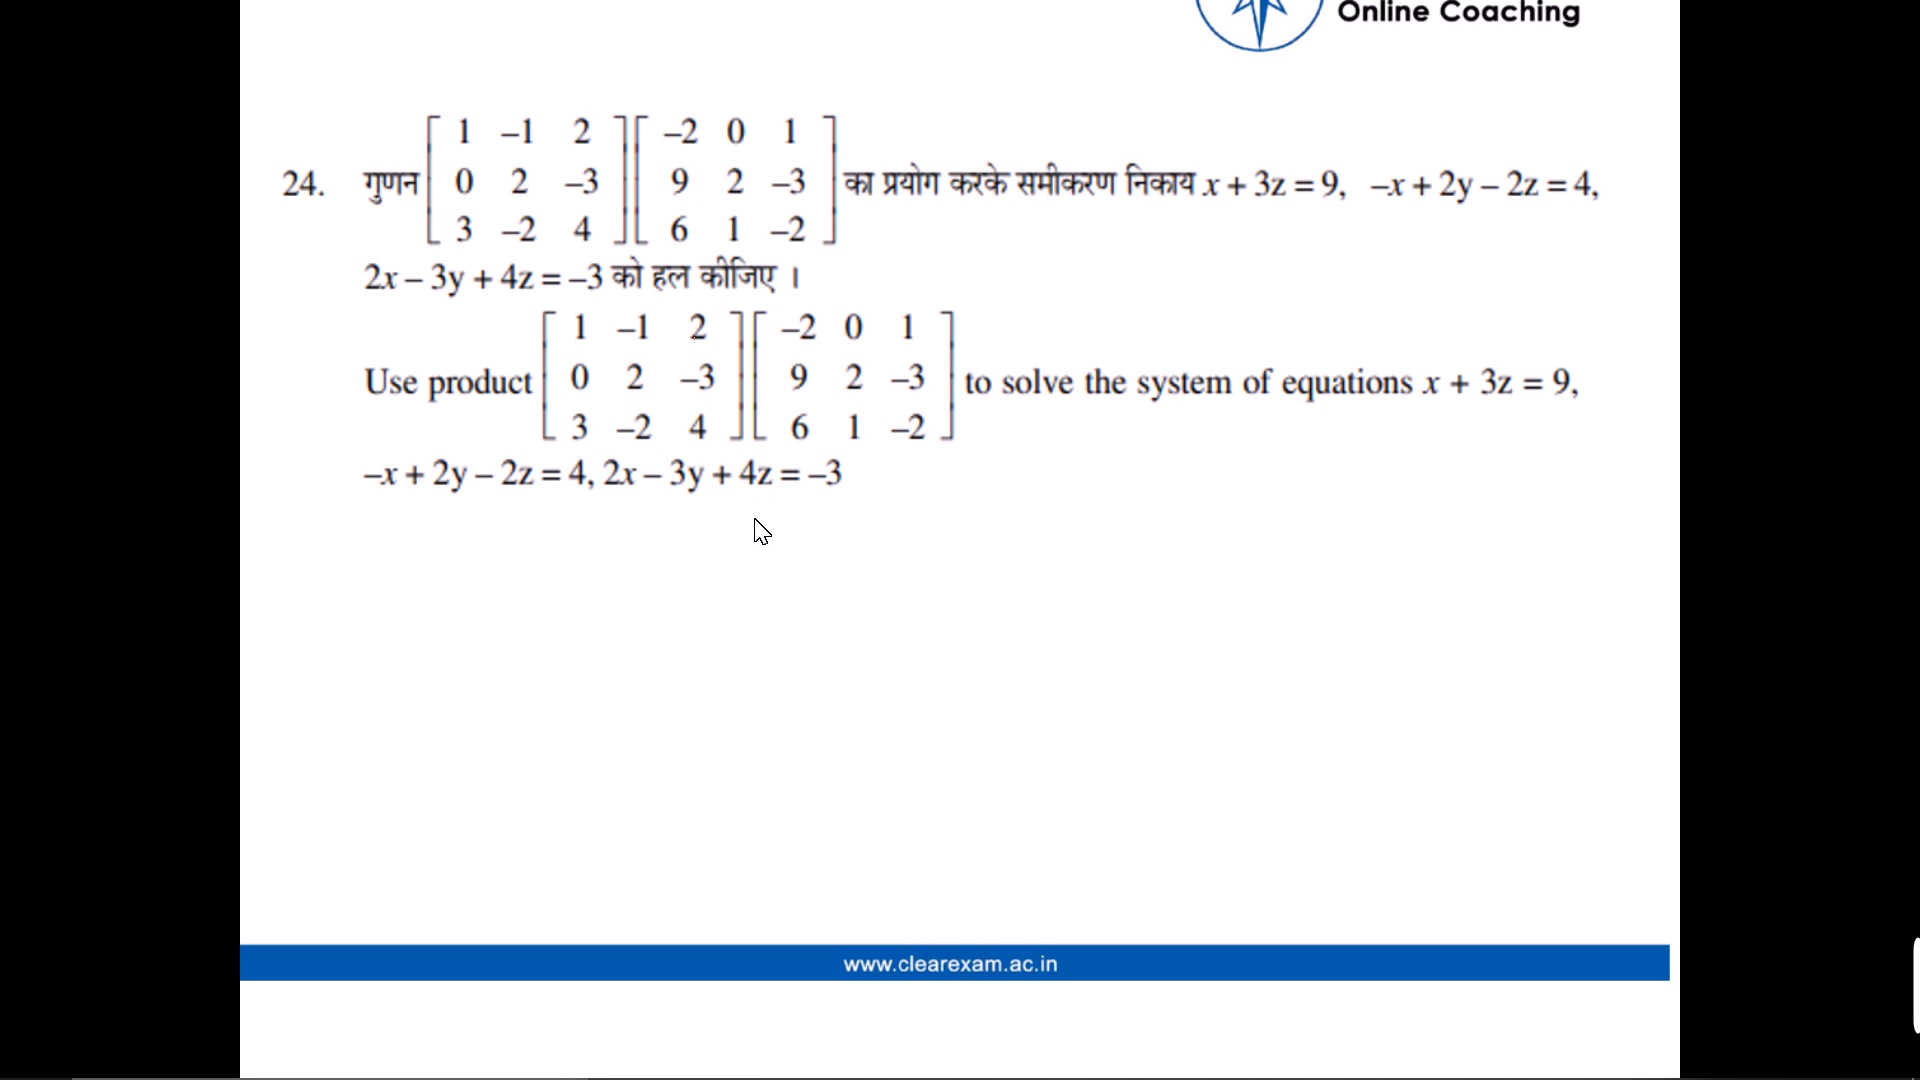 Online Coaching
24. गुणन [ 1 –1 2 0 2 –3 3 –2 4 ] [ –2 0 1 9 2 –3 6 1 –2 ] का प्रयोग करके समीकरण निकाय x + 3z = 9, –x + 2y – 2z = 4,
2x – 3y + 4z = –3 को हल कीजिए ।
Use product [ 1 –1 2 0 2 –3 3 –2 4 ] [ –2 0 1 9 2 –3 6 1 –2 ] to solve the system of equations x + 3z = 9,
–x + 2y – 2z = 4, 2x – 3y + 4z = –3
www.clearexam.ac.in